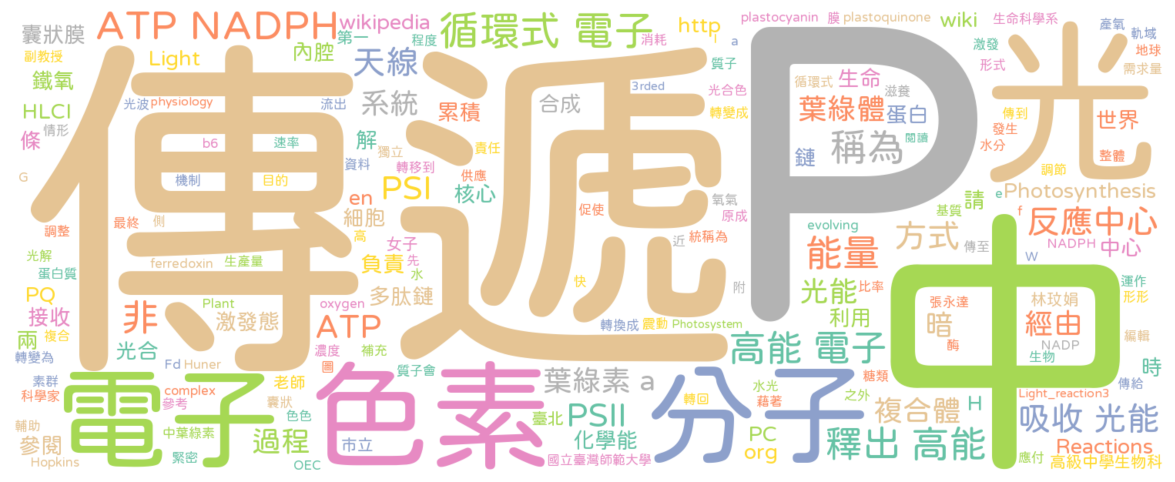 囊狀膜
ATP NADPH
wikipedia
循環式 電子
http
plastocyanin
膜
plastoquinone
wiki
生命科學系
產氧
軌域
副教授
Light
內腔
第一
程度
消耗
i
a
激發
地球
鐵氧
天線
質子
形式
需求量
HLCI
光波
physiology
流出
系統
累積
合成
3rded
光合色
循環式
生命
滋養
條
情形
轉變成
葉綠體
蛋白
傳到
世界
b6
速率
解
獨立
責任
鏈
稱為
閱讀
發生
水分
整體
G
機制
目的
資料
轉移到
供應
PSI
核心
傳遞
P
光
中
en
細胞
促使
氧氣
原成
調節
e
Photosynthesis
請
調整
最終
側
高
女子
先
近
統稱為
evolving
基質
f
反應中心
光解
蛋白質
ferredoxin
生產量
負責
水
快
附
能量
方式
傳至
W
NADPH
中心
PQ
接收
複合
Plant
激發態
oxygen
多肽鏈
光能
比率
張永達
林玟娟
運作
形形
兩
非
ATP
轉換成
震動
Photosystem
利用
暗
經由
編輯
轉變為
光合
Fd
Huner
濃度
補充
高能 電子
酶
NADP
生物
時
素群
科學家
complex
老師
圖
質子會
葉綠素 a
水光
糖類
傳給
電子
參考
囊狀
色色
色素
臺北
PSII
分子
轉回
藉著
之外
複合體
H
Light_reaction3
吸收 光能
輔助
參閱
中葉綠素
過程
市立
化學能
PC
org
釋出 高能
Reactions
Hopkins
緊密
OEC
國立臺灣師範大學
應付
高級中學生物科